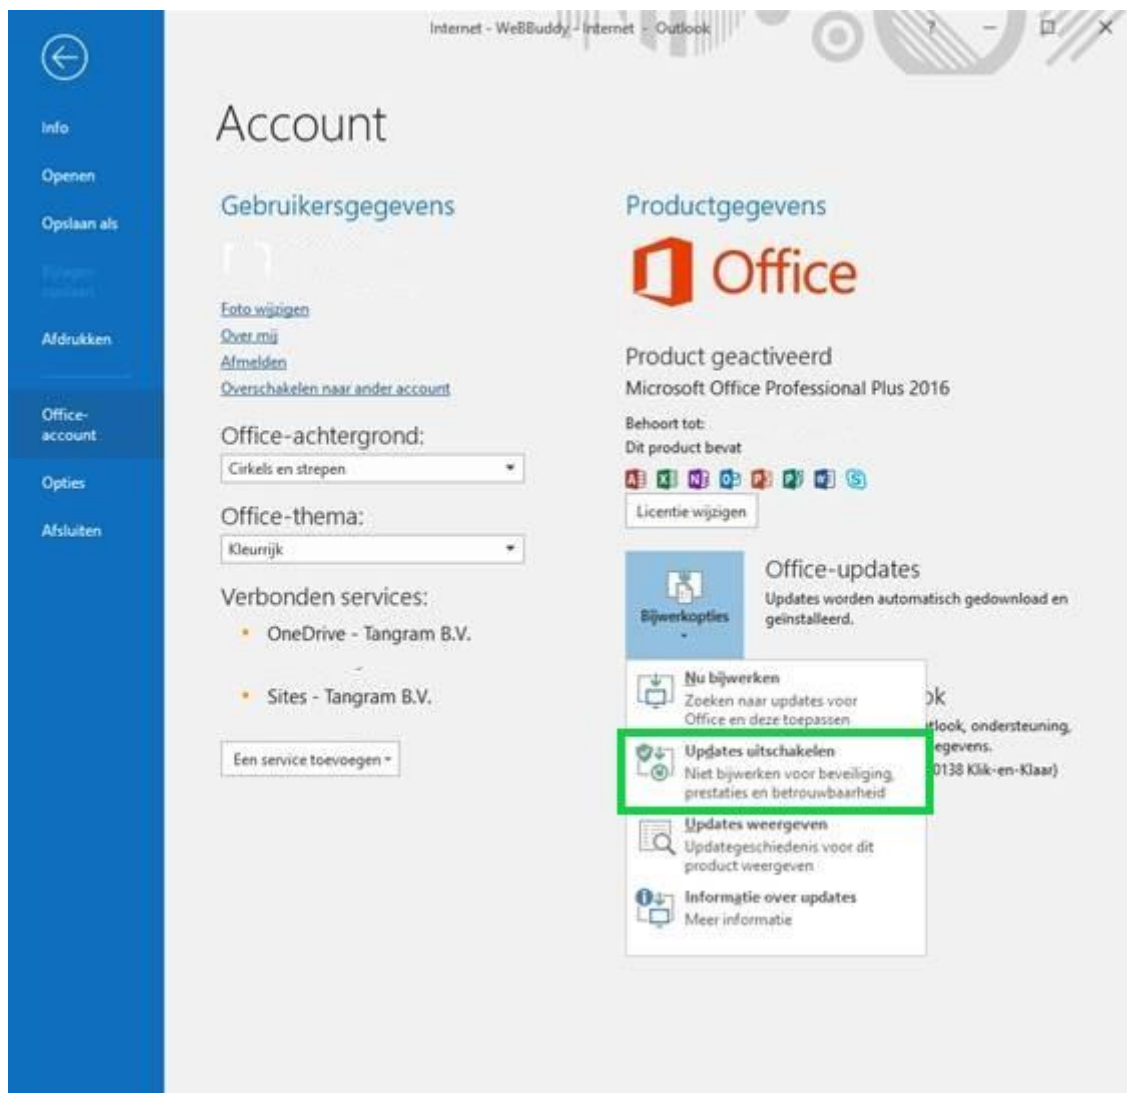 Internet - WeBBuddy - Internet - Outlook
?
Info
Openen
Opslaan als
Afdrukken
Office-
account
Opties
Afsluiten
Account
Gebruikersgegevens
Foto wijzigen
Over mij
Afmelden
Overschakelen naar ander account
Office-achtergrond:
Cirkels en strepen
Office-thema:
Kleurrijk
Verbonden services:
OneDrive - Tangram B.V.
Sites - Tangram B.V.
Een service toevoegen
Productgegevens
Office
Product geactiveerd
Microsoft Office Professional Plus 2016
Behoort tot:
Dit product bevat
Licentie wijzigen
Bijwerkopties
Office-updates
Updates worden automatisch gedownload en
geïnstalleerd.
Nu bijwerken
Zoeken naar updates voor
Office en deze toepassen
ok
tlook, ondersteuning,
egevens.
0138 Klik-en-Klaar)
Updates uitschakelen
Niet bijwerken voor beveiliging,
prestaties en betrouwbaarheid
Updates weergeven
Updategeschiedenis voor dit
product weergeven
Informatie over updates
Meer informatie